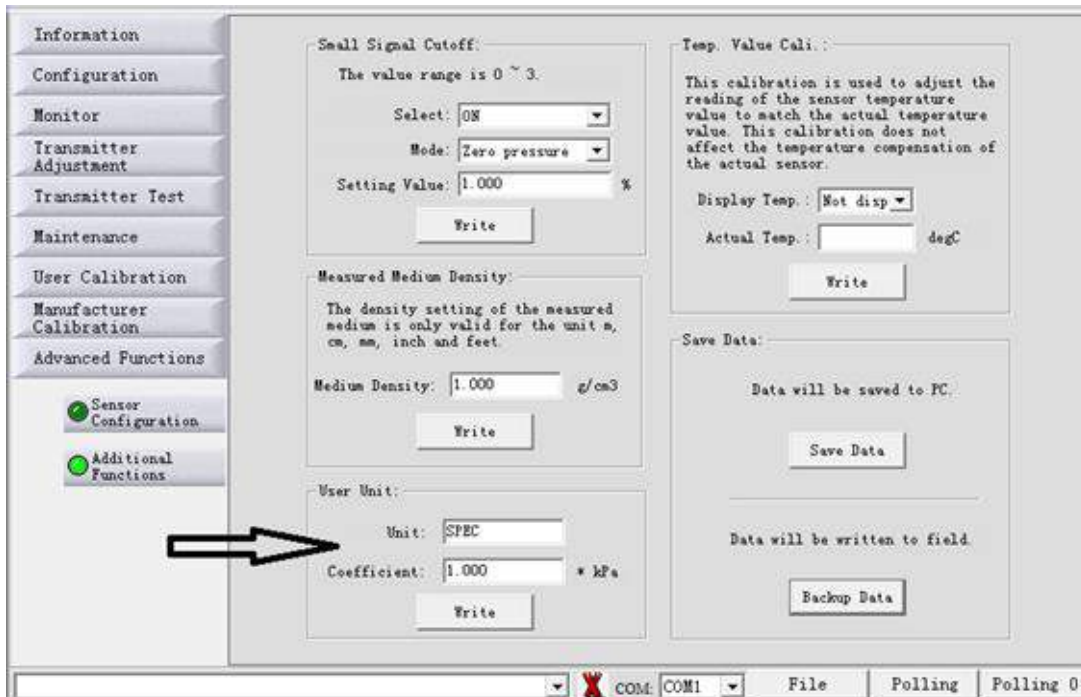 Information
Configuration
Monitor
Transmitter
Adjustment
Transmitter Test
Maintenance
User Calibration
Manufacturer
Calibration
Advanced Functions
Sensor
Configuration
Additional
Functions
Small Signal Cutoff:
The value range is 0 ~ 3.
Select: ON
Mode: Zero pressure
Setting Value: 1.000 %
Write
Measured Medium Density:
The density setting of the measured
medium is only valid for the unit m,
cm, mm, inch and feet.
Medium Density: 1.000 g/cm3
Write
User Unit:
Unit: SPEC
Coefficient: 1.000 * kPa
Write
Temp. Value Cali.:
This calibration is used to adjust the
reading of the sensor temperature
value to match the actual temperature
value. This calibration does not
affect the temperature compensation of
the actual sensor.
Display Temp.: Not disp
Actual Temp.: degC
Write
Save Data:
Data will be saved to PC.
Save Data
Data will be written to field.
Backup Data
COM: COM1 File Polling Polling 0